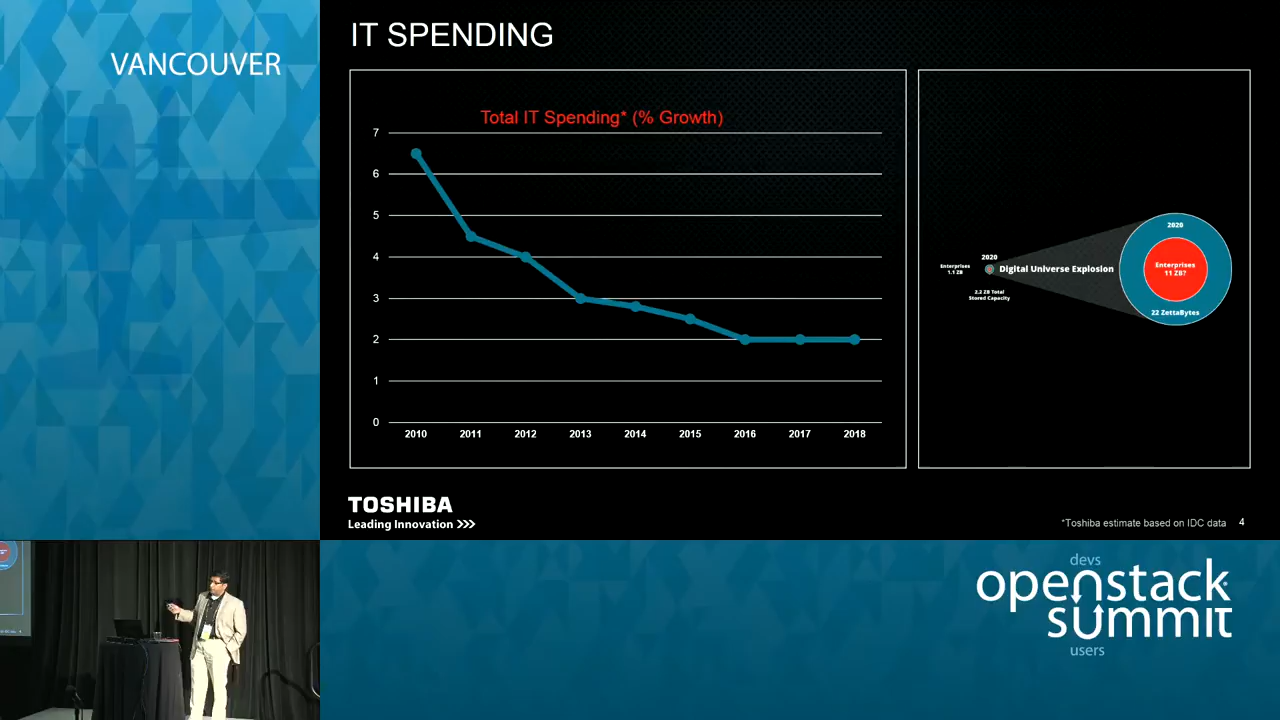 VANCOUVER
IT SPENDING
Total IT Spending* (% Growth)
7
6
5
4
3
2
1
0
2010 2011 2012 2013 2014 2015 2016 2017 2018
2020
Enterprises
1.1 ZB
Digital Universe Explosion
2.2 ZB Total
Stored Capacity
2020
Enterprises
11 ZB?
22 ZettaBytes
TOSHIBA
Leading Innovation >>>
*Toshiba estimate based on IDC data 4
devs
openstack
summit
users